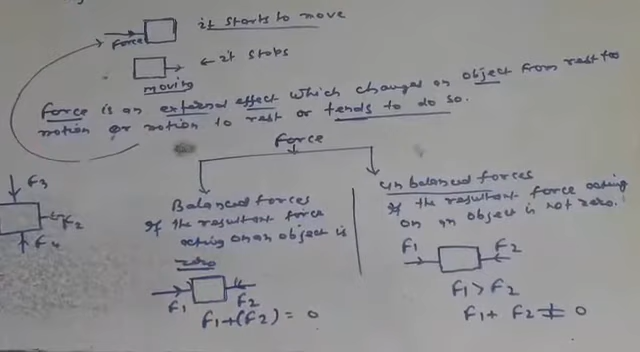 it starts to move
Force
← it stops
moving
Force is an external effect which changes an object from rest to
motion or motion to rest or tends to do so.
Force
Balanced forces
If the resultant force
acting on an object is
zero
F1
F2
F1+(F2) = 0
Unbalanced forces
If the resultant force acting
on an object is not zero.
F1
F2
F1 > F2
F1 + F2 ≠ 0
F3
F2